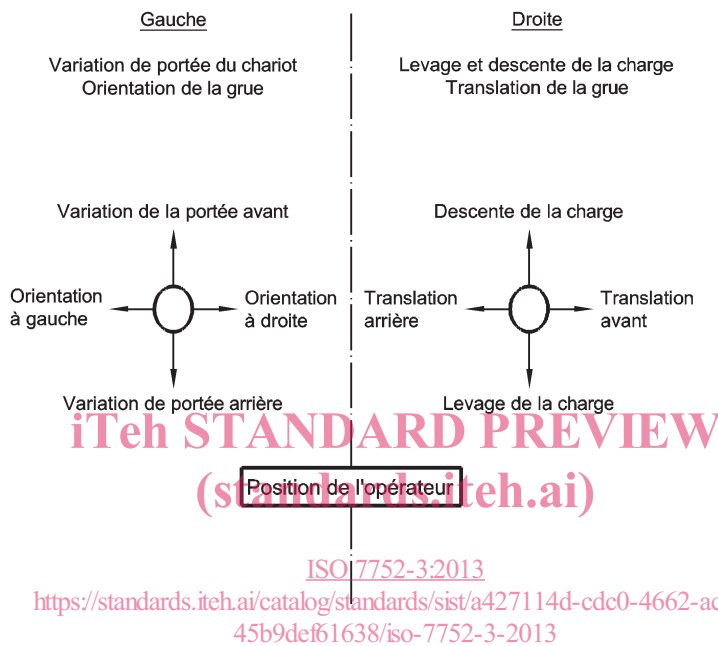 Gauche
Variation de portée du chariot
Orientation de la grue
Droite
Levage et descente de la charge
Translation de la grue
Variation de la portée avant
Orientation
à gauche
Orientation
à droite
Variation de portée arrière
Descente de la charge
Translation
arrière
Translation
avant
Levage de la charge
iTeh STANDARD PREVIEW
(standards.iteh.ai)
Position de l'opérateur
ISO 7752-3:2013
https://standards.iteh.ai/catalog/standards/sist/a427114d-cdc0-4662-ac
45b9def61638/iso-7752-3-2013